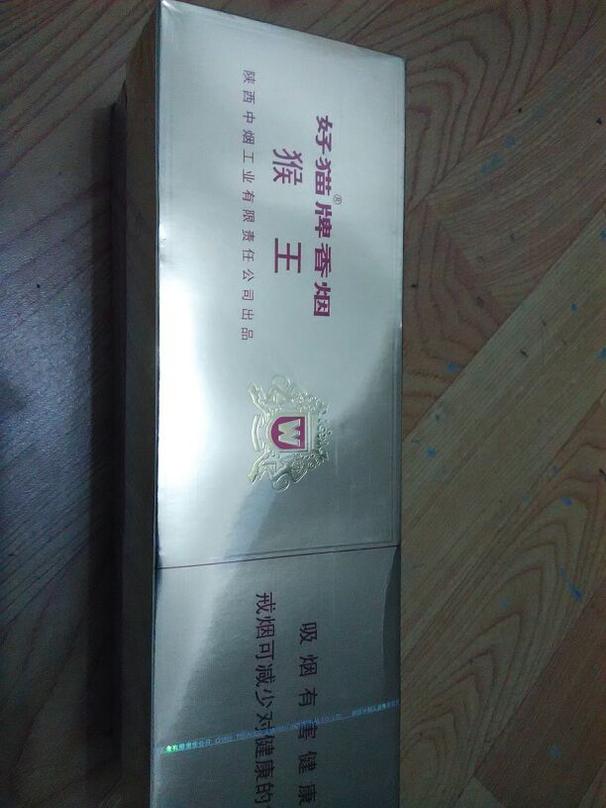 好猫®牌香烟
猴王
陕西中烟工业有限责任公司出品
W
吸烟有害健康
戒烟可减少对健康的